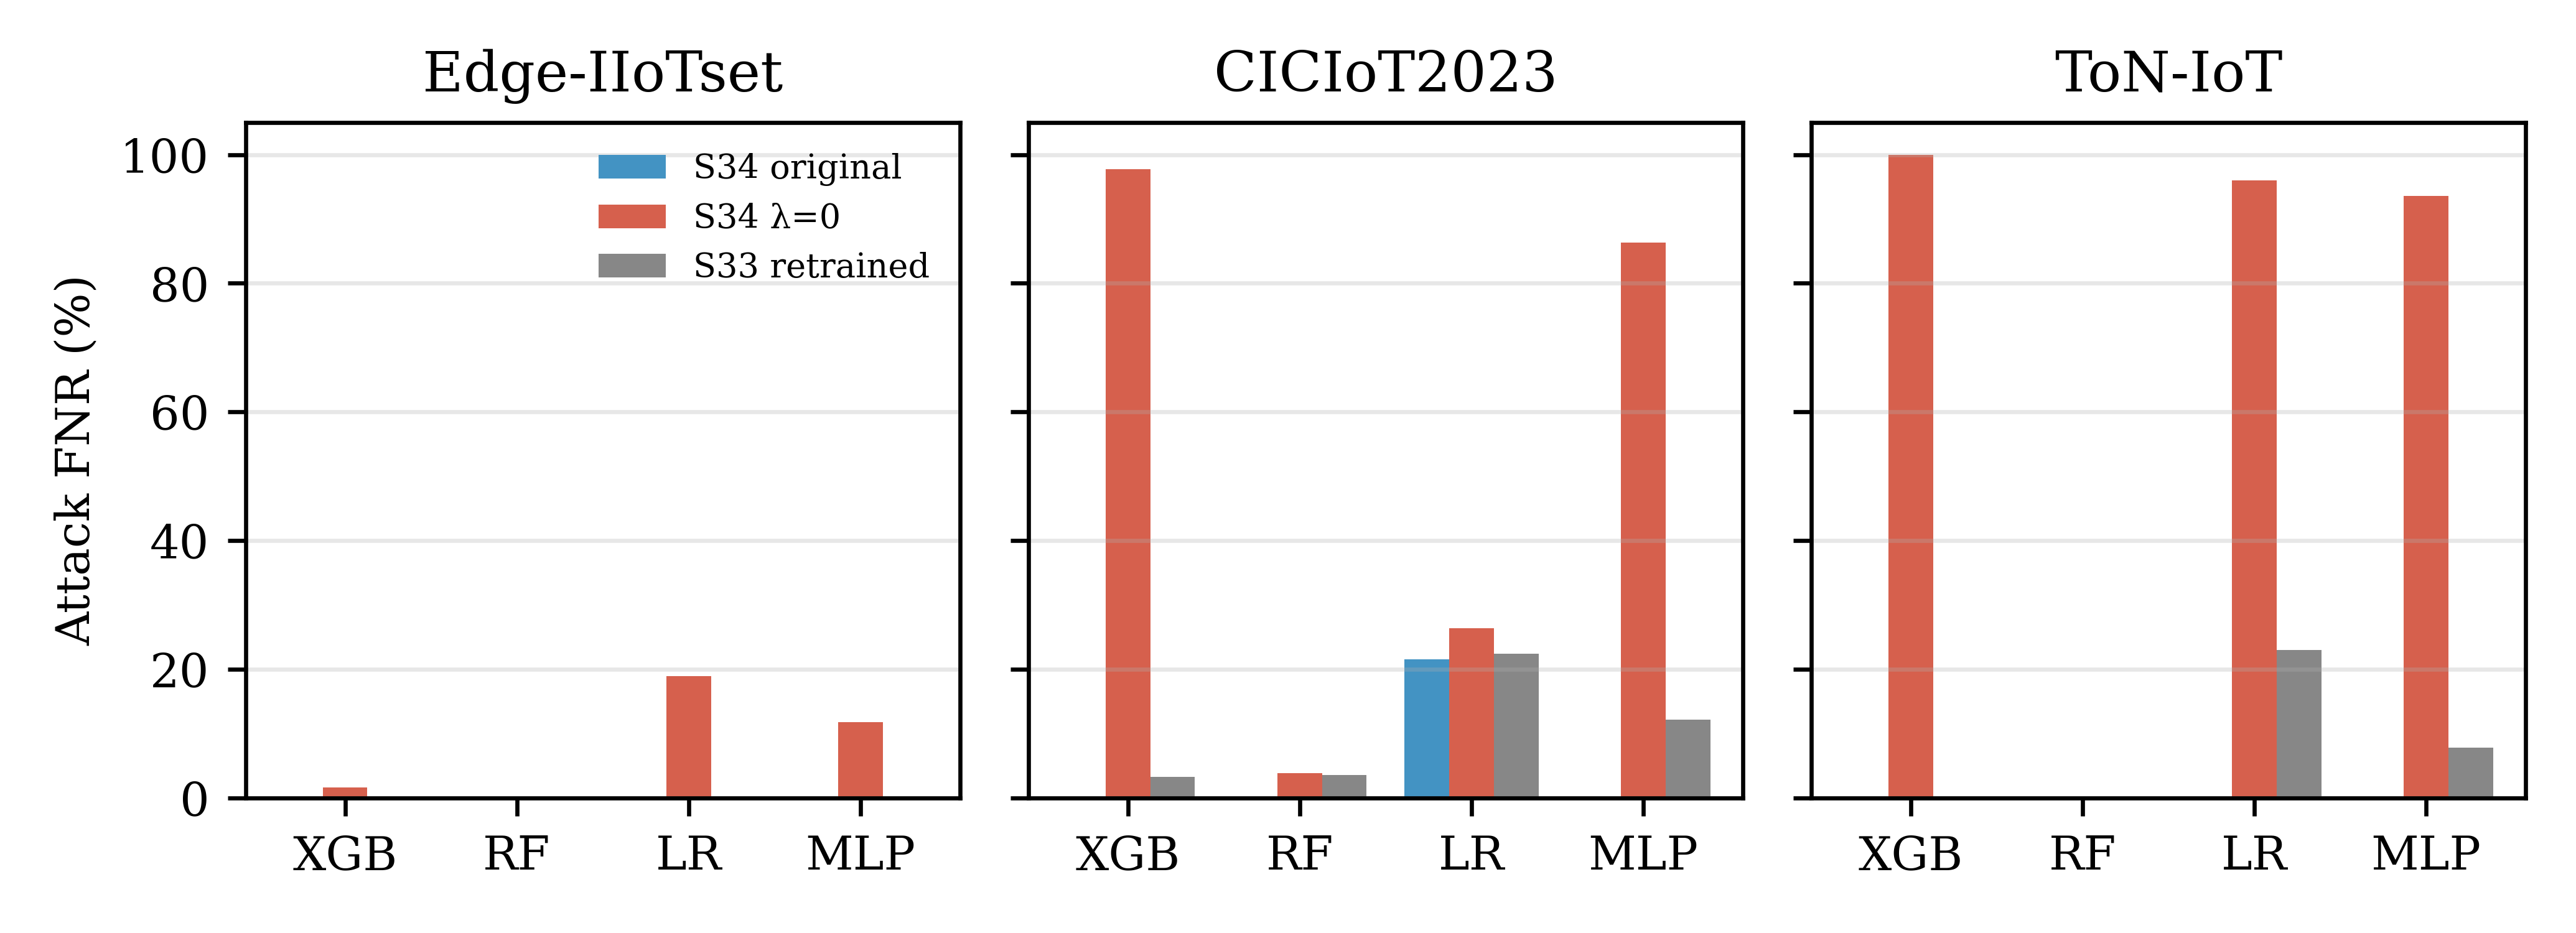 Edge-IIoTset
CICIoT2023
ToN-IoT
Attack FNR (%)
100
80
60
40
20
0
S34 original
S34 λ=0
S33 retrained
XGB RF LR MLP
XGB RF LR MLP
XGB RF LR MLP